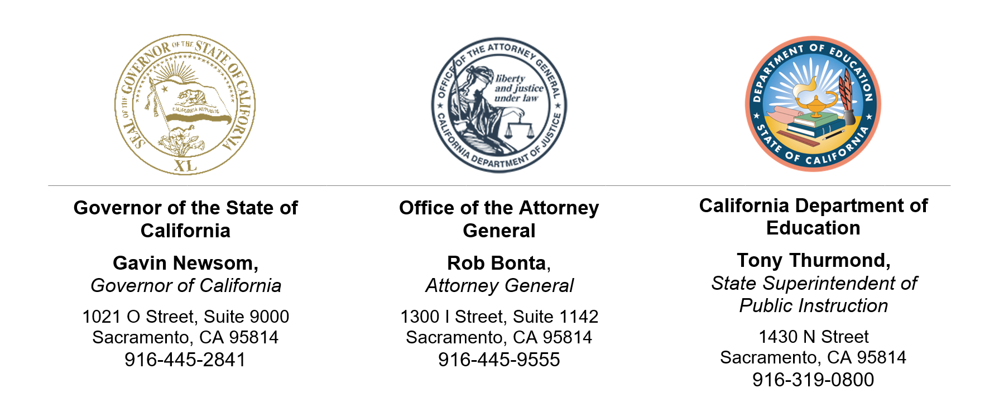 SEAL OF THE GOVERNOR OF THE STATE OF CALIFORNIA
CALIFORNIA REPUBLIC
XL
OFFICE OF THE ATTORNEY GENERAL
liberty
and justice
under law
CALIFORNIA DEPARTMENT OF JUSTICE
DEPARTMENT OF EDUCATION
STATE OF CALIFORNIA
Governor of the State of
California
Gavin Newsom,
Governor of California
1021 O Street, Suite 9000
Sacramento, CA 95814
916-445-2841
Office of the Attorney
General
Rob Bonta,
Attorney General
1300 I Street, Suite 1142
Sacramento, CA 95814
916-445-9555
California Department of
Education
Tony Thurmond,
State Superintendent of
Public Instruction
1430 N Street
Sacramento, CA 95814
916-319-0800